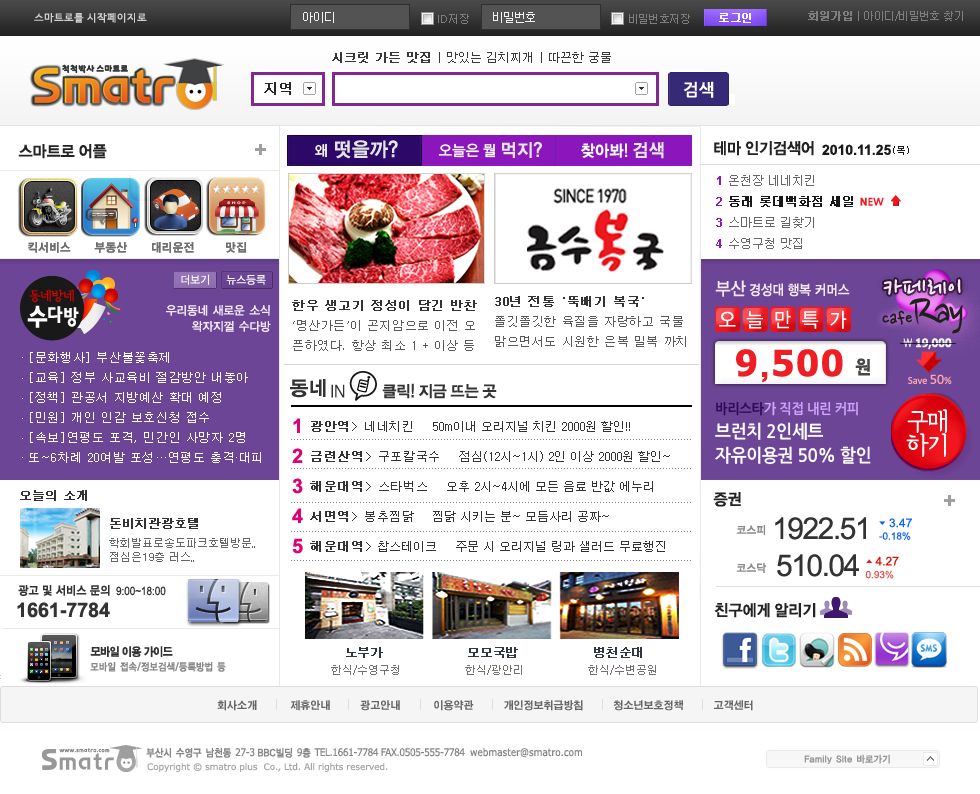 스마트로를 시작페이지로
아이디
ID저장
비밀번호
비밀번호저장
로그인
회원가입 | 아이디/비밀번호 찾기
척척박사 스마트로
Smatro
시크릿 가든 맛집 | 맛있는 김치찌개 | 따끈한 궁물
지역
검색
스마트로 어플
킥서비스
부동산
대리운전
맛집
동네방네
수다방
더보기
뉴스등록
우리동네 새로운 소식
왁자지껄 수다방
· [문화행사] 부산불꽃축제
· [교육] 정부 사교육비 절감방안 내놓아
· [정책] 관공서 지방예산 확대 예정
· [민원] 개인 인감 보호신청 접수
· [속보]연평도 포격, 민간인 사망자 2명
· 또~6차례 20여발 포성…연평도 충격·대피
오늘의 소개
돈비치관광호텔
학회발표로송도파크호텔방문..
점심은19층 러스..
광고 및 서비스 문의 9:00~18:00
1661-7784
모바일 이용 가이드
모바일 접속/정보검색/등록방법 등
왜 떳을까?
오늘은 뭘 먹지?
찾아봐! 검색
한우 생고기 정성이 담긴 반찬
'명산가든'이 곤지암으로 이전 오
픈하였다. 항상 최소 1 + 이상 등
SINCE 1970
금수복국
30년 전통 '뚝배기 복국'
쫄깃쫄깃한 육질을 자랑하고 국물
맑으면서도 시원한 은복 밀복 까치
동네 IN 클릭! 지금 뜨는 곳
1 광안역> 네네치킨 50m이내 오리지널 치킨 2000원 할인!!
2 금련산역> 구포칼국수 점심(12시~1시) 2인 이상 2000원 할인~
3 해운대역> 스타벅스 오후 2시~4시에 모든 음료 반값 에누리
4 서면역> 봉추찜닭 찜닭 시키는 분~ 모듬사리 공짜~
5 해운대역> 찹스테이크 주문 시 오리지널 링과 샐러드 무료행진
노부가
한식/수영구청
모모국밥
한식/광안리
병천순대
한식/수변공원
테마 인기검색어 2010.11.25(목)
1 온천장 네네치킨
2 동래 롯데백화점 세일 NEW
3 스마트로 길찾기
4 수영구청 맛집
부산 경성대 행복 커머스
오늘만특가
카페레이
cafe Ray
₩ 19,000
9,500 원
Save 50%
바리스타가 직접 내린 커피
브런치 2인세트
자유이용권 50% 할인
구매
하기
증권
코스피 1922.51 3.47
-0.18%
코스닥 510.04 4.27
0.93%
친구에게 알리기
SMS
회사소개
제휴안내
광고안내
이용약관
개인정보취급방침
청소년보호정책
고객센터
www.smatro.com
Smatro
부산시 수영구 남천동 27-3 BBC빌딩 9층 TEL.1661-7784 FAX.0505-555-7784 webmaster@smatro.com
Copyright © smatro plus Co., Ltd. All rights reserved.
Family Site 바로가기